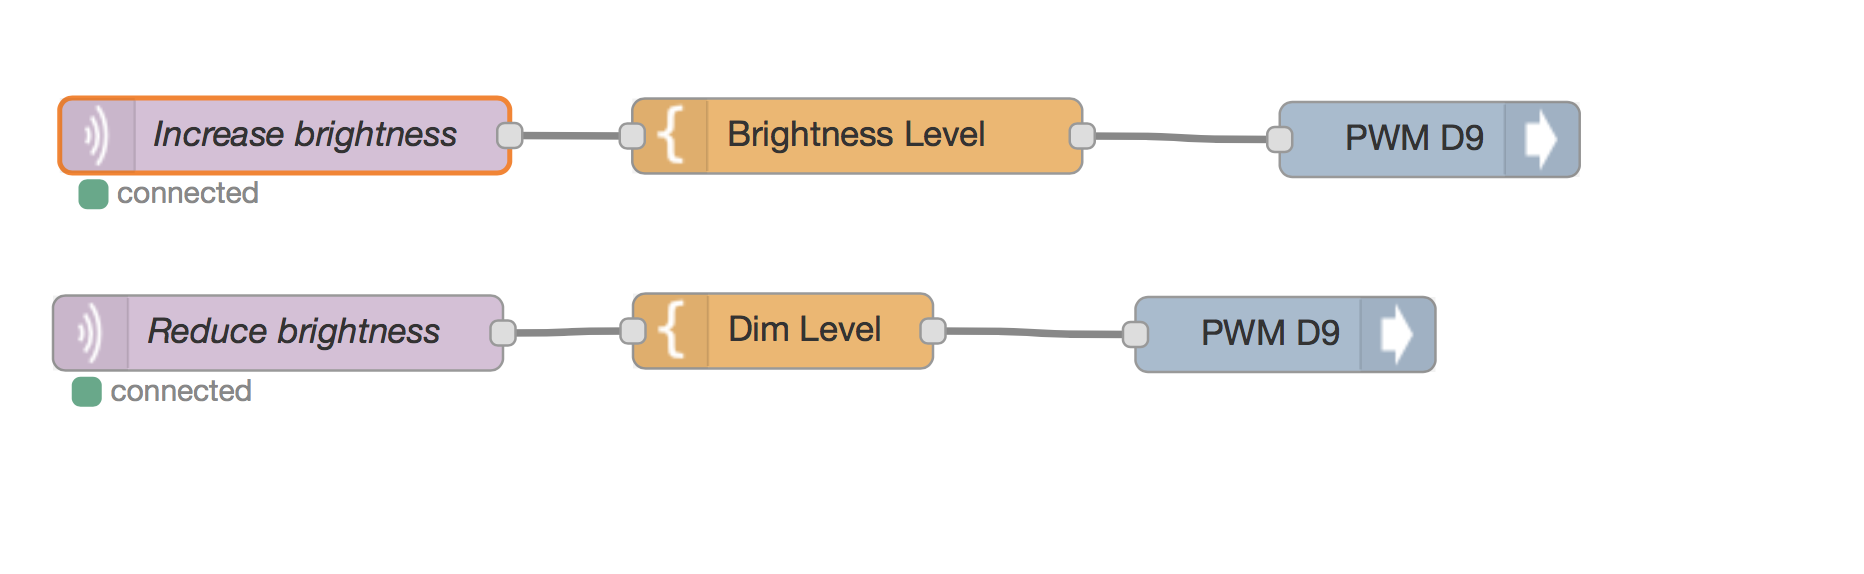 Increase brightness
Brightness Level
PWM D9
connected
Reduce brightness
Dim Level
PWM D9
connected